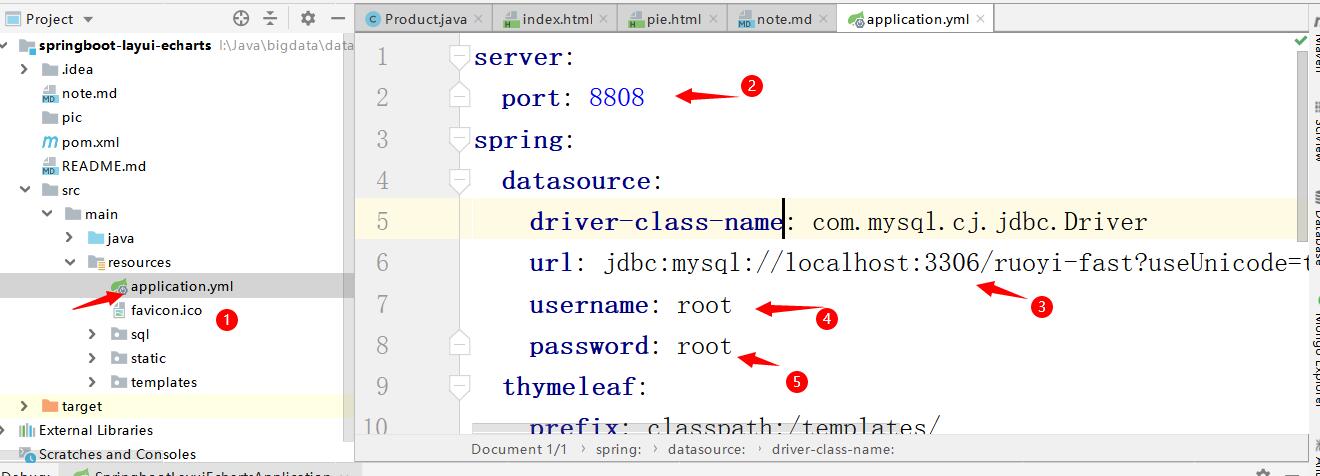 Project
Product.java
index.html
pie.html
note.md
application.yml
springboot-layui-echarts I:\Java\bigdata\data
.idea
note.md
pic
pom.xml
README.md
src
main
java
resources
application.yml
favicon.ico
1
sql
static
templates
target
External Libraries
Scratches and Consoles
1 server:
2 port: 8808
2
3 spring:
4 datasource:
5 driver-class-name: com.mysql.cj.jdbc.Driver
6 url: jdbc:mysql://localhost:3306/ruoyi-fast?useUnicode=t
3
7 username: root
4
8 password: root
5
9 thymeleaf:
10 prefix: classpath:/templates/
Document 1/1 › spring: › datasource: › driver-class-name:
Debug: SpringbootLayuiEchartsApplication
Maven
SciView
Database
Mongo Explorer